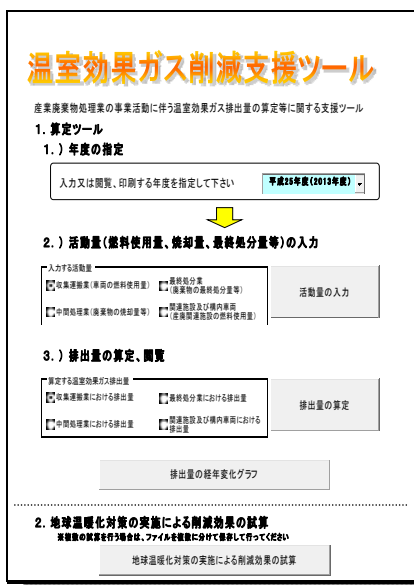 温室効果ガス削減支援ツール
産業廃棄物処理業の事業活動に伴う温室効果ガス排出量の算定等に関する支援ツール
1. 算定ツール
1. ) 年度の指定
入力又は閲覧、印刷する年度を指定して下さい
平成25年度(2013年度)
2. ) 活動量(燃料使用量、焼却量、最終処分量等)の入力
入力する活動量
収集運搬業(車両の燃料使用量)
最終処分業
(廃棄物の最終処分量等)
中間処理業(廃棄物の焼却量等)
関連施設及び構内車両
(産廃関連施設の燃料使用量)
活動量の入力
3. ) 排出量の算定、閲覧
算定する温室効果ガス排出量
収集運搬業における排出量
最終処分業における排出量
中間処理業における排出量
関連施設及び構内車両における
排出量
排出量の算定
排出量の経年変化グラフ
2. 地球温暖化対策の実施による削減効果の試算
※複数の試算を行う場合は、ファイルを複数に分けて保存して行ってください
地球温暖化対策の実施による削減効果の試算